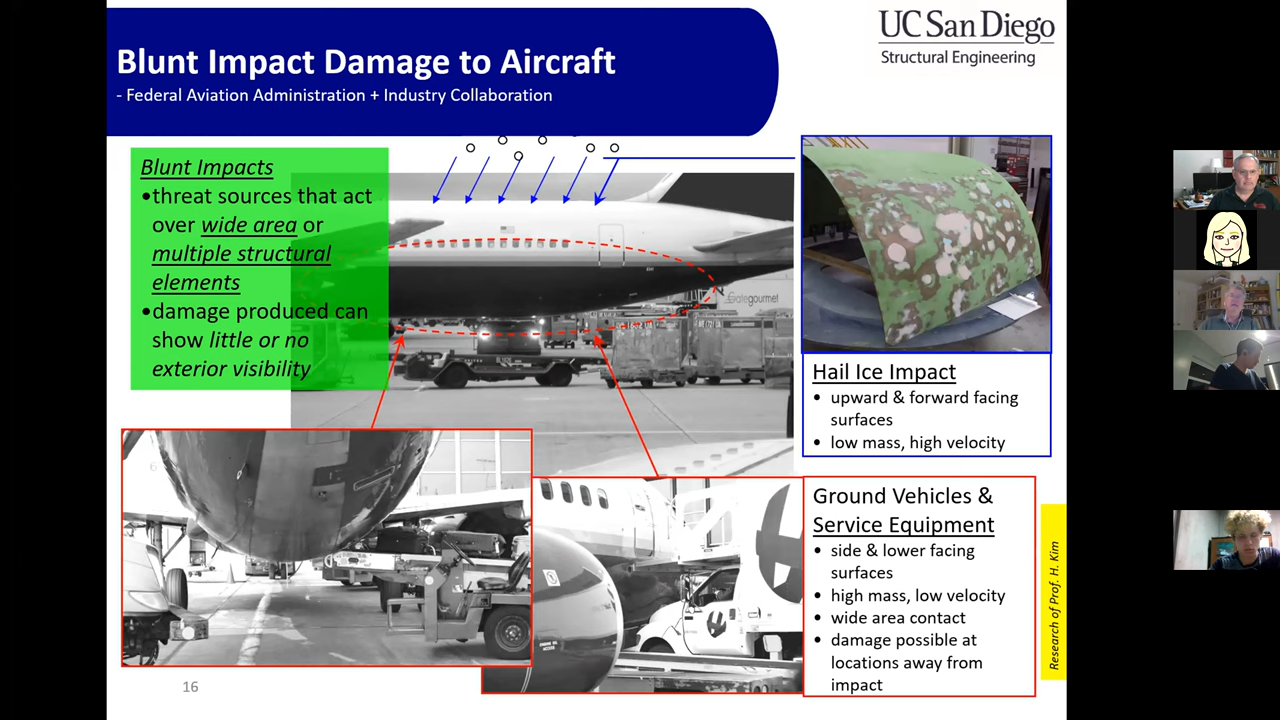 Blunt Impact Damage to Aircraft
- Federal Aviation Administration + Industry Collaboration
UC San Diego
Structural Engineering
Blunt Impacts
•threat sources that act
over wide area or
multiple structural
elements
•damage produced can
show little or no
exterior visibility
gourmet
Hail Ice Impact
• upward & forward facing
surfaces
• low mass, high velocity
Ground Vehicles &
Service Equipment
• side & lower facing
surfaces
• high mass, low velocity
• wide area contact
• damage possible at
locations away from
impact
Research of Prof. H. Kim
16